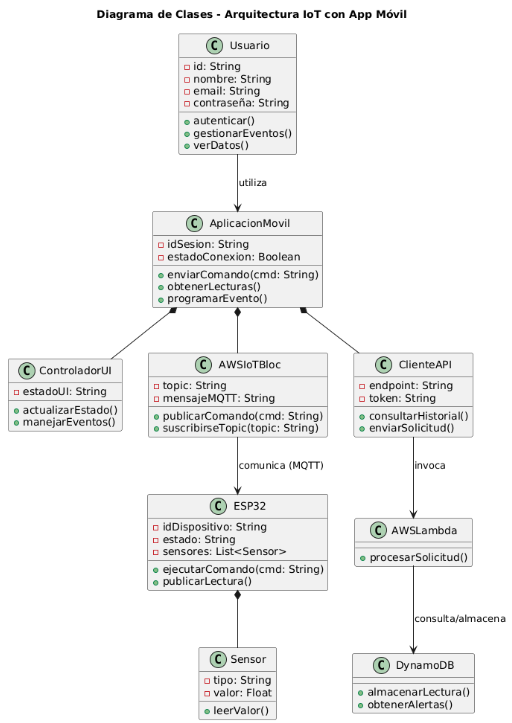 Diagrama de Clases - Arquitectura IoT con App Móvil
C Usuario
id: String
nombre: String
email: String
contraseña: String
autenticar()
gestionarEventos()
verDatos()
utiliza
C AplicacionMovil
idSesion: String
estadoConexion: Boolean
enviarComando(cmd: String)
obtenerLecturas()
programarEvento()
C ControladorUI
estadoUI: String
actualizarEstado()
manejarEventos()
C AWSIoTBloc
topic: String
mensajeMQTT: String
publicarComando(cmd: String)
suscribirseTopic(topic: String)
C ClienteAPI
endpoint: String
token: String
consultarHistorial()
enviarSolicitud()
comunica (MQTT)
invoca
C ESP32
idDispositivo: String
estado: String
sensores: List<Sensor>
ejecutarComando(cmd: String)
publicarLectura()
C AWSLambda
procesarSolicitud()
consulta/almacena
C Sensor
tipo: String
valor: Float
leerValor()
C DynamoDB
almacenarLectura()
obtenerAlertas()